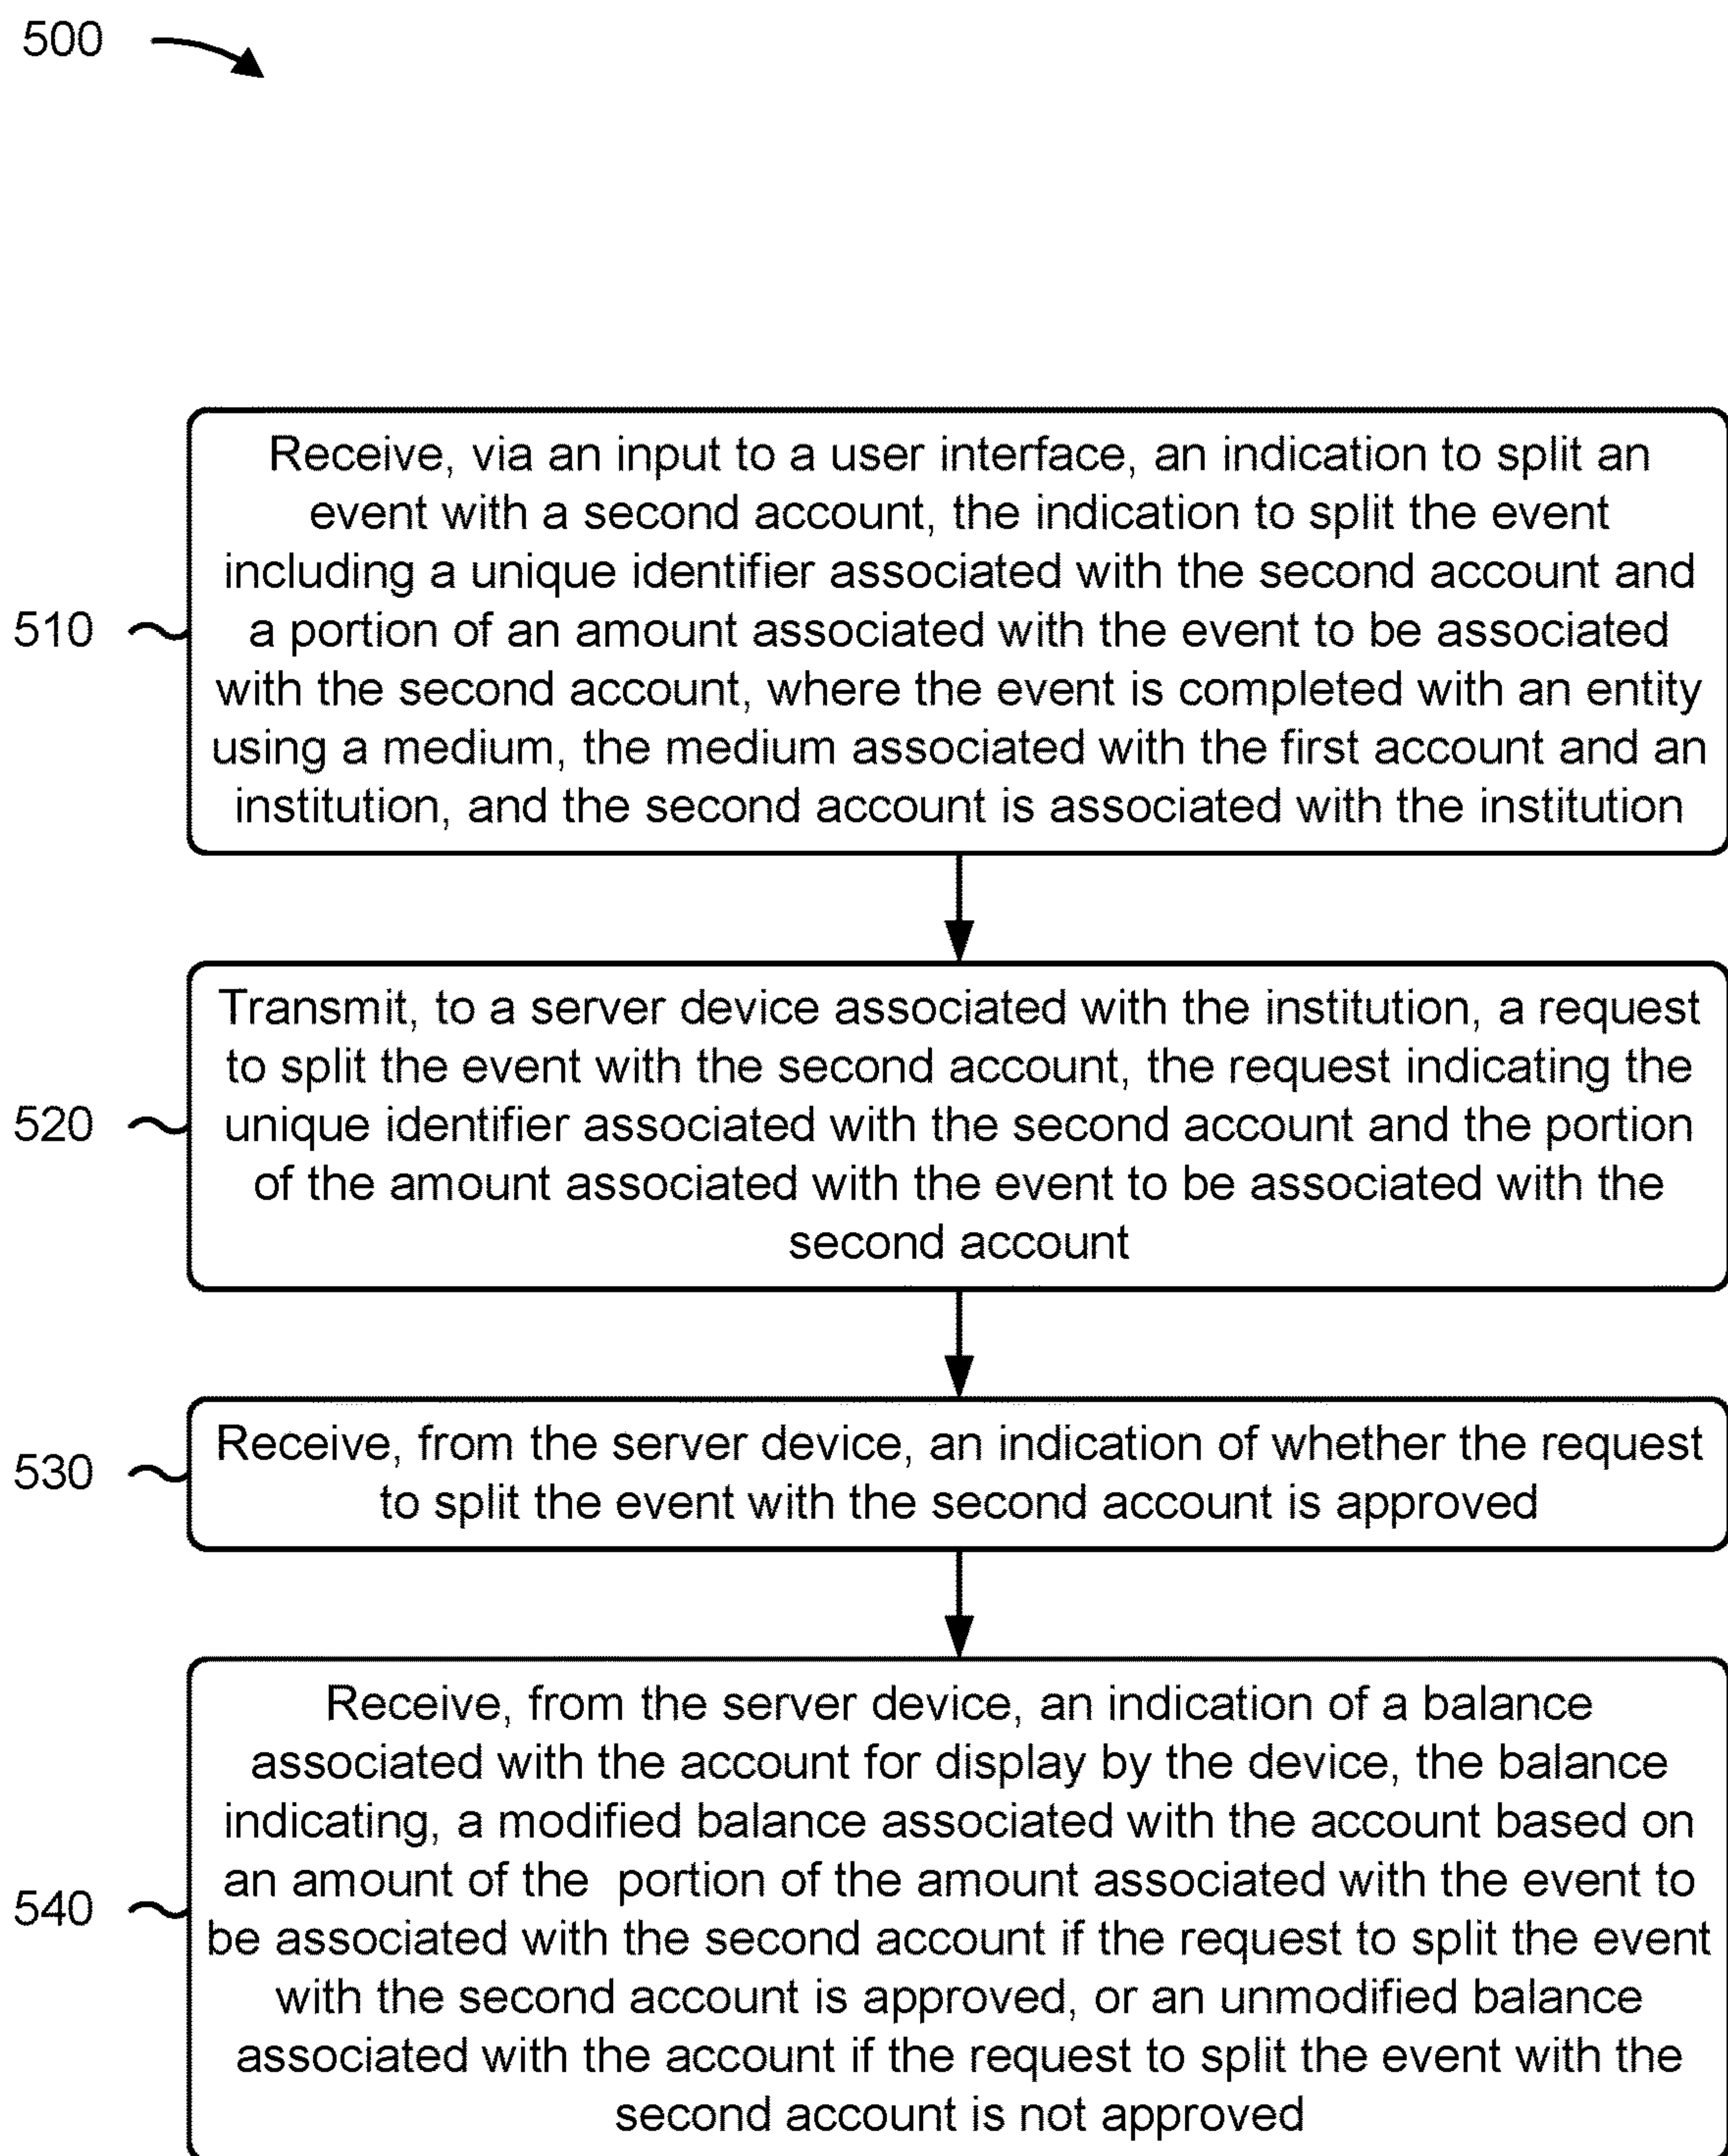 500
Receive, via an input to a user interface, an indication to split an
event with a second account, the indication to split the event
including a unique identifier associated with the second account and
510
a portion of an amount associated with the event to be associated
with the second account, where the event is completed with an entity
using a medium, the medium associated with the first account and an
institution, and the second account is associated with the institution
Transmit, to a server device associated with the institution, a request
to split the event with the second account, the request indicating the
520
unique identifier associated with the second account and the portion
of the amount associated with the event to be associated with the
second account
530
Receive, from the server device, an indication of whether the request
to split the event with the second account is approved
Receive, from the server device, an indication of a balance
associated with the account for display by the device, the balance
indicating, a modified balance associated with the account based on
an amount of the  portion of the amount associated with the event to
540
be associated with the second account if the request to split the event
with the second account is approved, or an unmodified balance
associated with the account if the request to split the event with the
second account is not approved